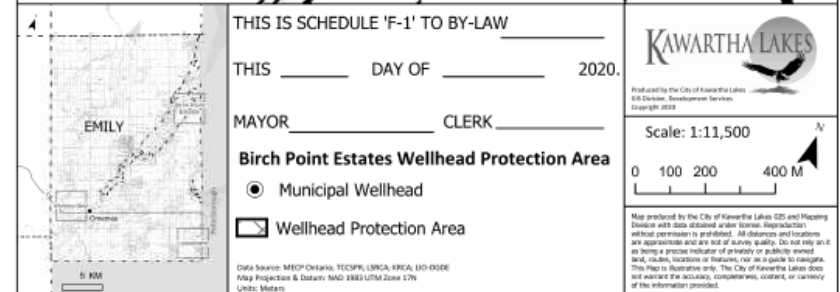 THIS IS SCHEDULE 'F-1' TO BY-LAW
THIS DAY OF 2020.
MAYOR CLERK
Birch Point Estates Wellhead Protection Area
Municipal Wellhead
Wellhead Protection Area
Data Source: MECP Ontario; TCCSPR; LSRCA; KRCA; LIO-OGDE
Map Projection & Datum: NAD 1983 UTM Zone 17N
Units: Meters
EMILY
Omemee
Peterborough
5 KM
KAWARTHA LAKES
Produced by the City of Kawartha Lakes
GIS Division, Development Services
Copyright 2020
Scale: 1:11,500
N
0 100 200 400 M
Map produced by the City of Kawartha Lakes GIS and Mapping
Division with data obtained under license. Reproduction
without permission is prohibited. All distances and locations
are approximate and are not of survey quality. Do not rely on it
as being a precise indicator of privately or publicly owned
land, routes, locations or features, nor as a guide to navigate.
This Map is illustrative only. The City of Kawartha Lakes does
not warrant the accuracy, completeness, content, or currency
of the information provided.